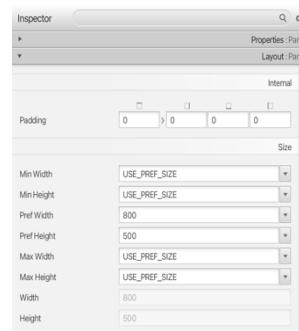 Inspector
Properties : Par
Layout : Par
Internal
Padding 0 0 0 0
Size
Min Width USE_PREF_SIZE
Min Height USE_PREF_SIZE
Pref Width 800
Pref Height 500
Max Width USE_PREF_SIZE
Max Height USE_PREF_SIZE
Width 800
Height 500